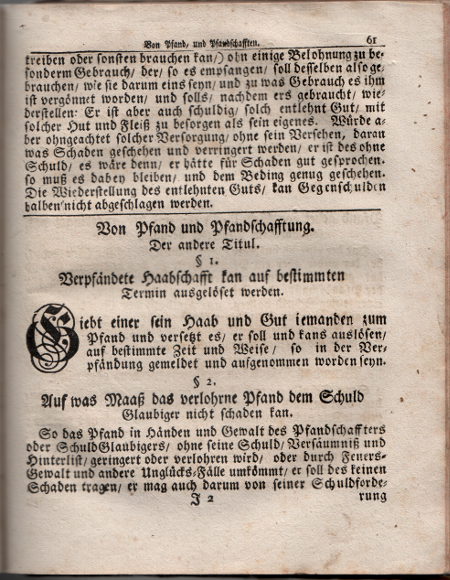 Von Pfand, und Pfandschafften. 61
treiben oder sonsten brauchen kan/) ohn einige Belohnung zu be-
sonderm Gebrauch/ der/ so es empfangen/ soll desselben also ge-
brauchen/ wie sie darum eins seyn/ und zu was Gebrauch es ihm
ist vergönnet worden/ und solls/ nachdem ers gebraucht/ wie-
derstellen: Er ist aber auch schuldig/ solch entlehnt Gut/ mit
solcher Hut und Fleiß zu besorgen als sein eigenes. Würde a-
ber ohngeachtet solcher Versorgung/ ohne sein Versehen, daran
was Schaden geschehen und verringert werden/ er ist des ohne
Schuld/ es wäre denn/ er hätte für Schaden gut gesprochen.
so muß es dabey bleiben/ und dem Beding genug geschehen.
Die Wiederstellung des entlehnten Guts/ kan Gegenschulden
halben nicht abgeschlagen werden.
Von Pfand und Pfandschafftung.
Der andere Titul.
§ 1.
Verpfändete Haabschafft kan auf bestimmten
Termin ausgelöset werden.
Giebt einer sein Haab und Gut iemanden zum
Pfand und versetzt es/ er soll und kans auslösen/
auf bestimmte Zeit und Weise/ so in der Ver-
pfändung gemeldet und aufgenommen worden seyn.
§ 2.
Auf was Maaß das verlohrne Pfand dem Schuld
Glaubiger nicht schaden kan.
So das Pfand in Händen und Gewalt des Pfandschaffters
oder SchuldGlaubigers/ ohne seine Schuld/ Versäumniß und
Hinterlist/ geringert oder verlohren wird/ oder durch Feuers-
Gewalt und andere Unglücks-Fälle umkömmt/ er soll des keinen
Schaden tragen/ er mag auch darum von seiner Schuldforde-
J 2 rung